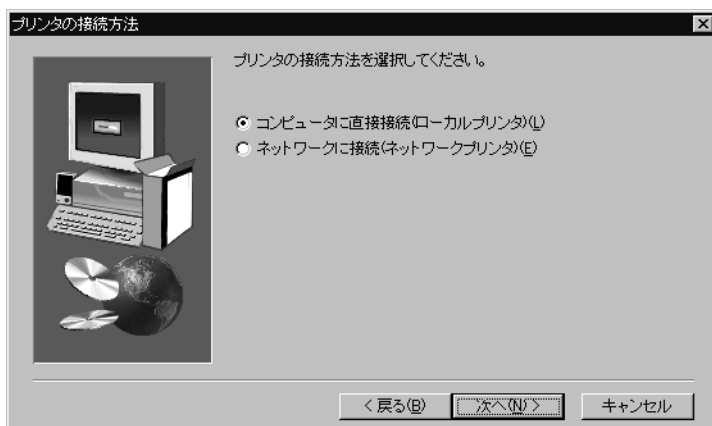 プリンタの接続方法
プリンタの接続方法を選択してください。
コンピュータに直接接続(ローカルプリンタ)(L)
ネットワークに接続(ネットワークプリンタ)(E)
< 戻る(B) 次へ(N) > キャンセル